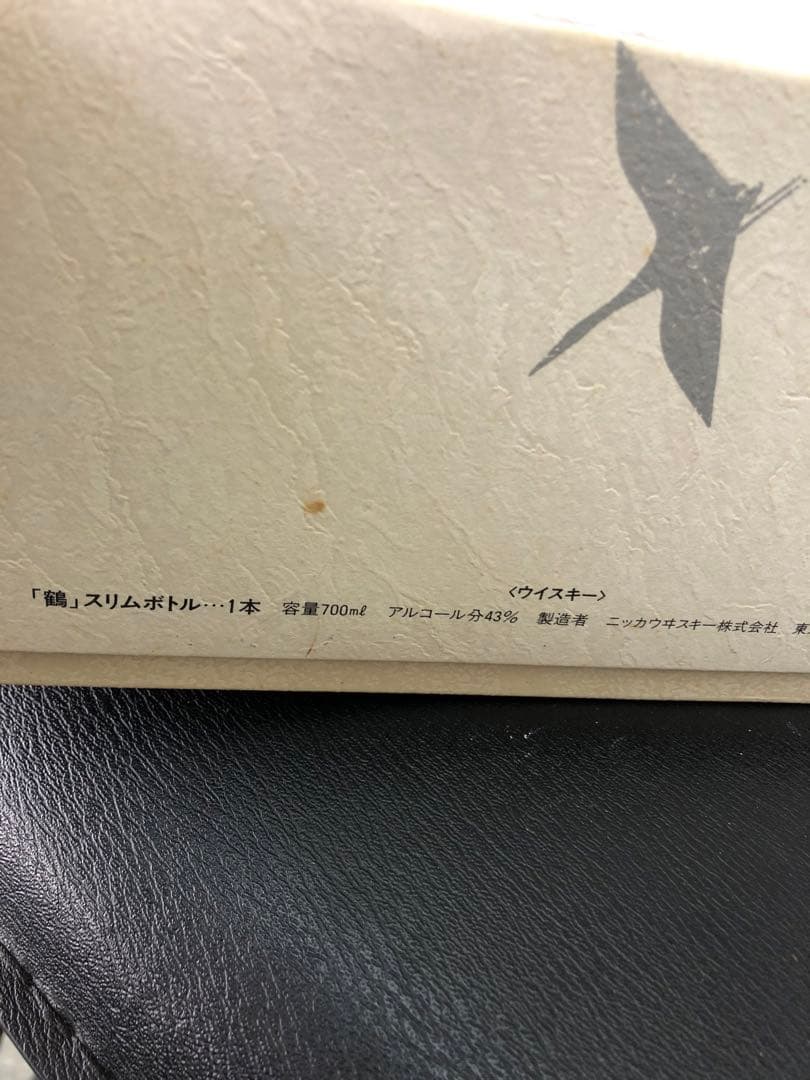 〈ウイスキー〉
「鶴」スリムボトル…1本 容量700mℓ アルコール分43% 製造者 ニッカウヰスキー株式会社 東